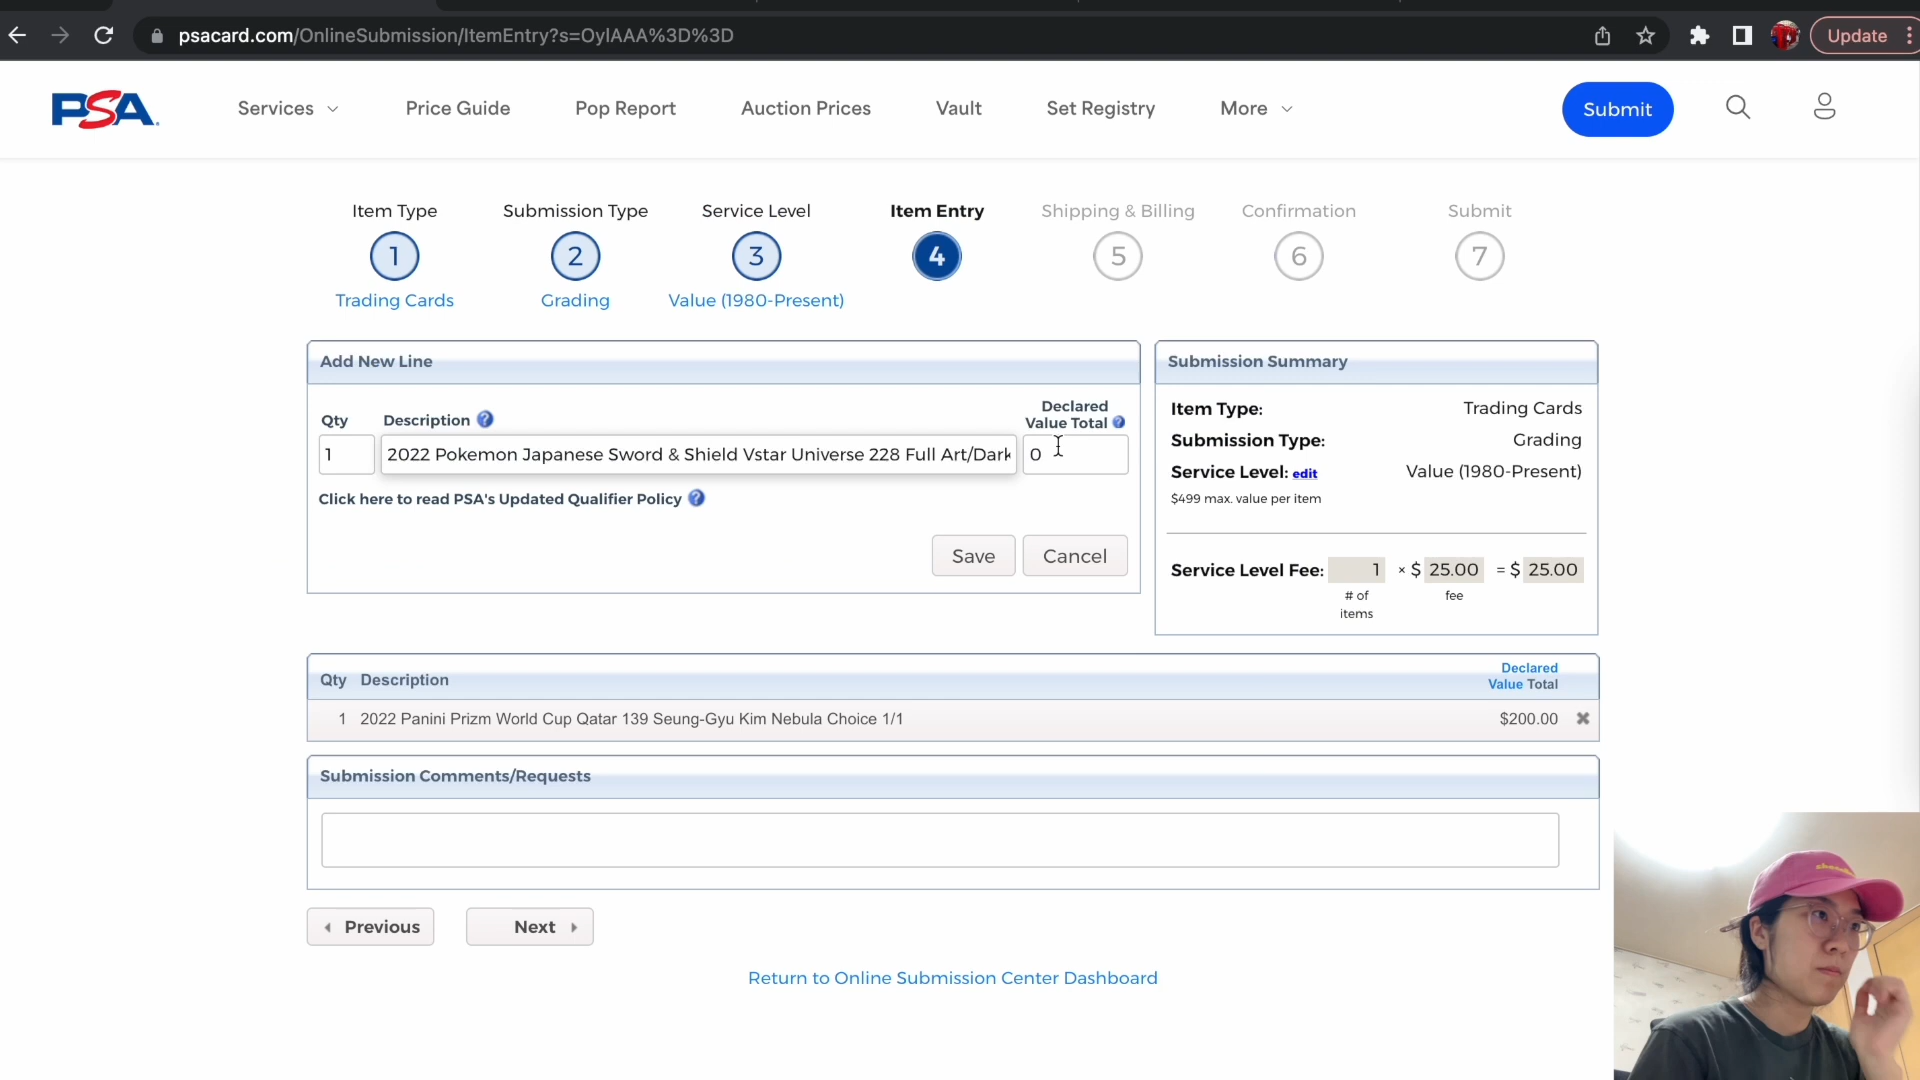 psacard.com/OnlineSubmission/ItemEntry?s=OylAAA%3D%3D
Update
PSA
Services
Price Guide
Pop Report
Auction Prices
Vault
Set Registry
More
Submit
Item Type
Submission Type
Service Level
Item Entry
Shipping & Billing
Confirmation
Submit
1
2
3
4
5
6
7
Trading Cards
Grading
Value (1980-Present)
Add New Line
Qty
Description
Declared
Value Total
1
2022 Pokemon Japanese Sword & Shield Vstar Universe 228 Full Art/Dark
0
Click here to read PSA's Updated Qualifier Policy
Save
Cancel
Submission Summary
Item Type: Trading Cards
Submission Type: Grading
Service Level: edit Value (1980-Present)
$499 max. value per item
Service Level Fee: 1 × $ 25.00 = $ 25.00
# of
items
fee
Qty Description
Declared
Value Total
1 2022 Panini Prizm World Cup Qatar 139 Seung-Gyu Kim Nebula Choice 1/1 $200.00
Submission Comments/Requests
Previous
Next
Return to Online Submission Center Dashboard